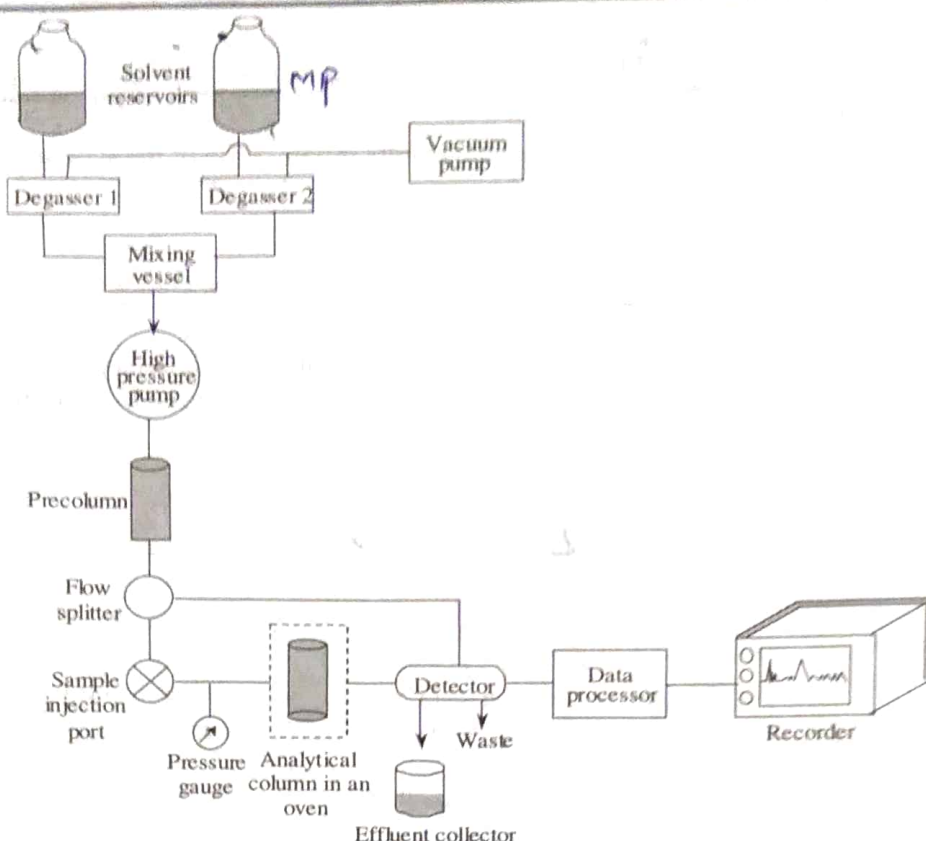 Solvent
reservoirs
MP
Vacuum
pump
Degasser 1
Degasser 2
Mixing
vessel
High
pressure
pump
Precolumn
Flow
splitter
Sample
injection
port
Pressure
gauge
Analytical
column in an
oven
Detector
Waste
Effluent collector
Data
processor
Recorder